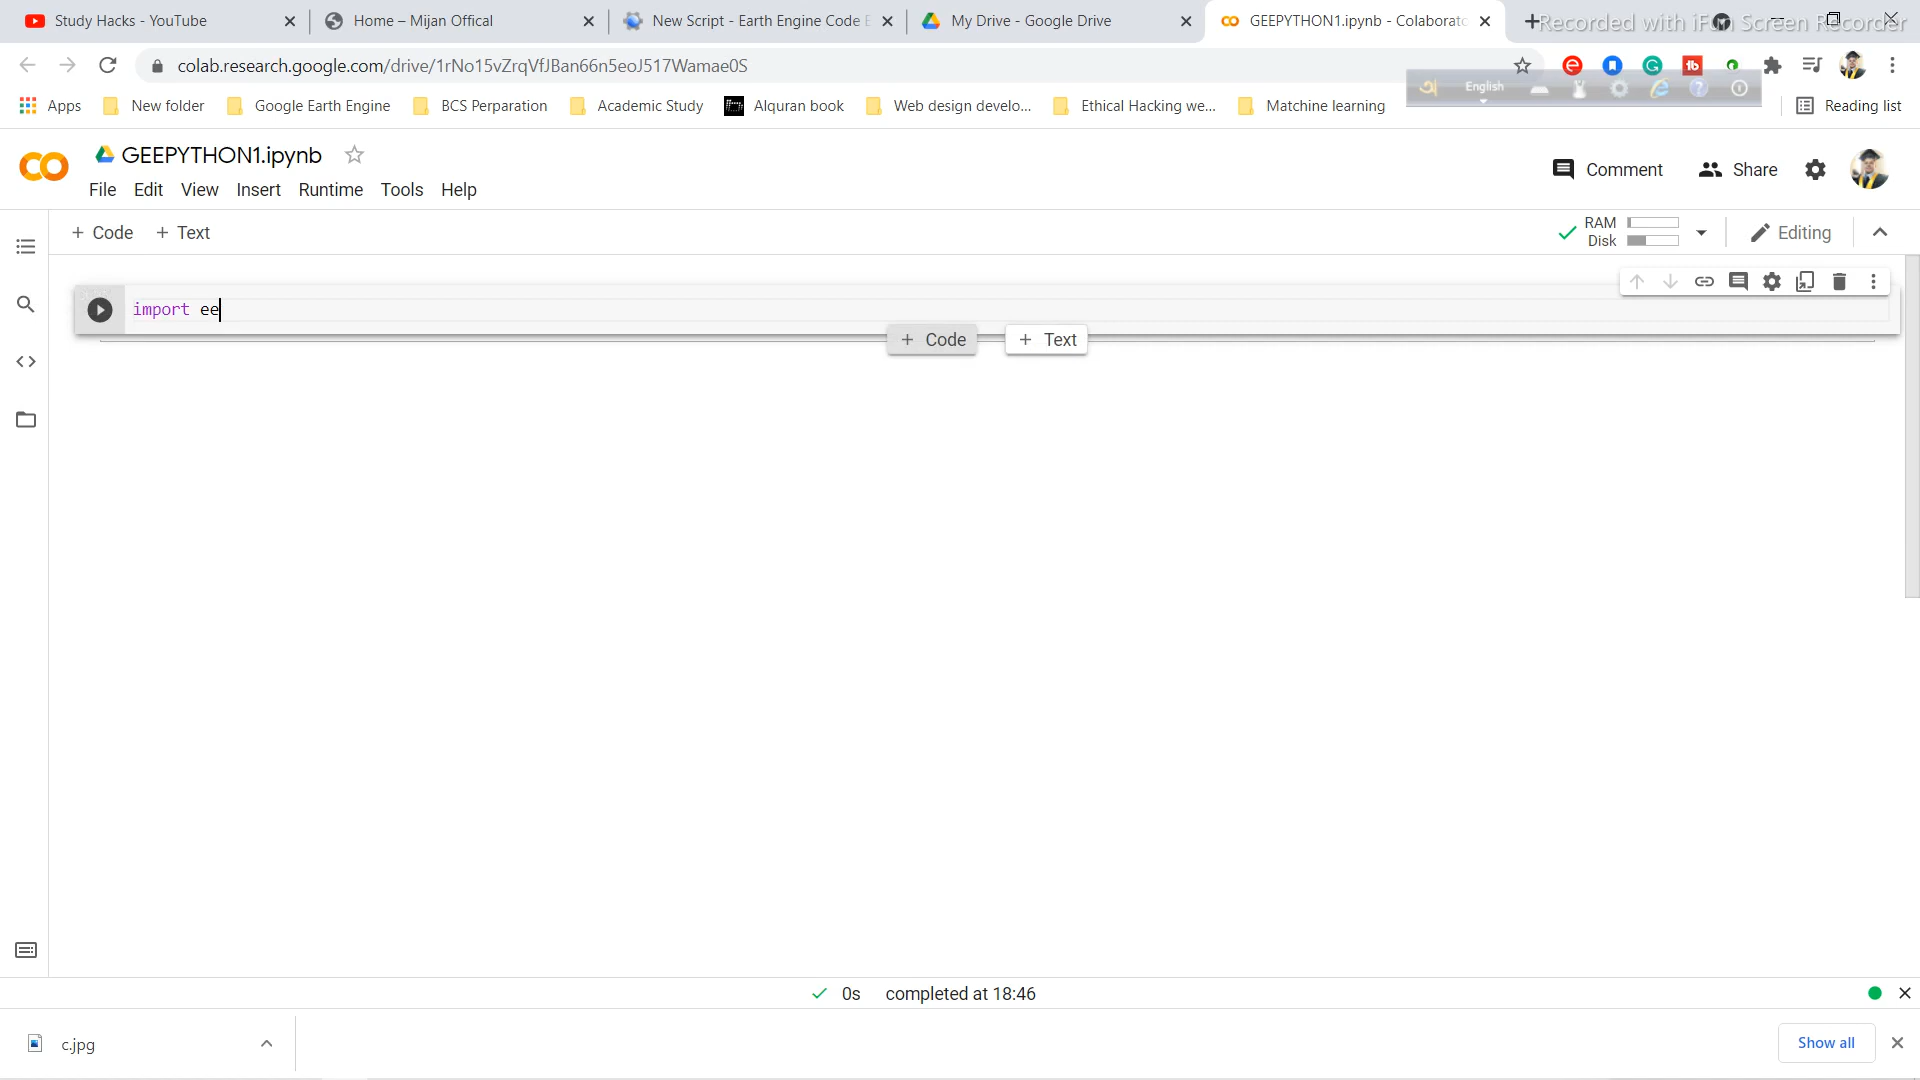 Study Hacks - YouTube
Home – Mijan Offical
New Script - Earth Engine Code E
My Drive - Google Drive
GEEPYTHON1.ipynb - Colaborato
Recorded with iFun Screen Recorder
colab.research.google.com/drive/1rNo15vZrqVfJBan66n5eoJ517Wamae0S
English
Apps
New folder
Google Earth Engine
BCS Perparation
Academic Study
Alquran book
Web design develo...
Ethical Hacking we...
Matchine learning
Reading list
GEEPYTHON1.ipynb
Comment
Share
File Edit View Insert Runtime Tools Help
+ Code + Text
RAM
Disk
Editing
import ee
+ Code + Text
0s completed at 18:46
c.jpg
Show all